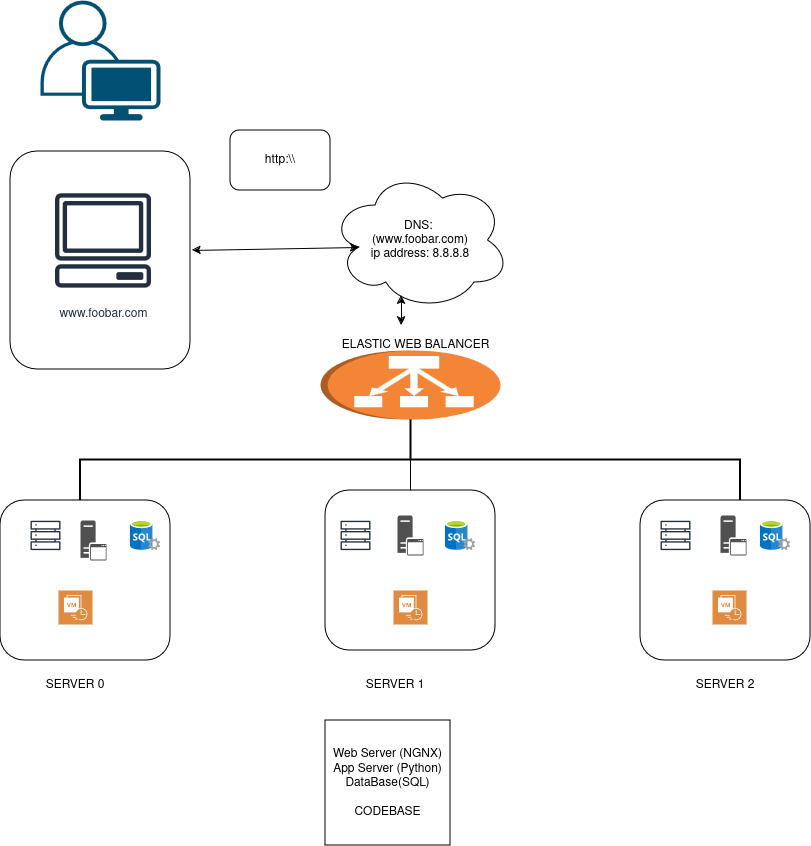 http:\\
DNS:
(www.foobar.com)
ip address: 8.8.8.8
www.foobar.com
ELASTIC WEB BALANCER
SQL
SQL
SQL
VM
VM
VM
SERVER 0
SERVER 1
SERVER 2
Web Server (NGNX)
App Server (Python)
DataBase(SQL)
CODEBASE